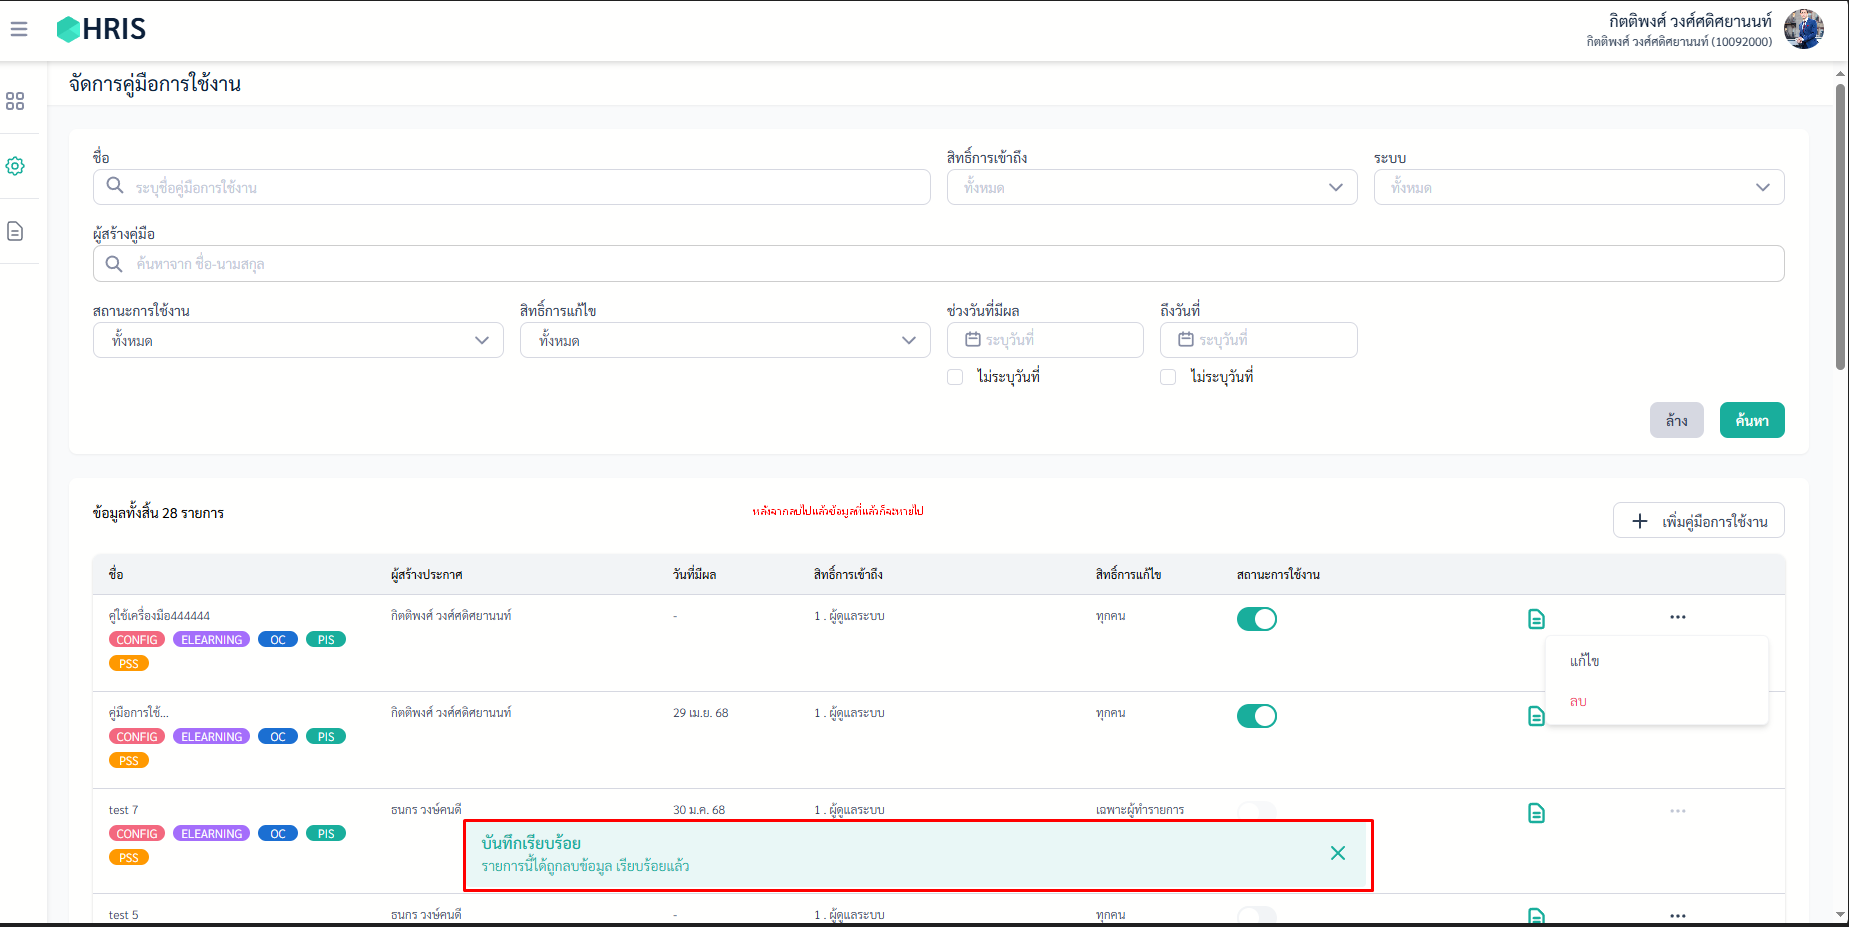 HRIS
กิตติพงศ์ วงศ์ศดิศยานนท์
กิตติพงศ์ วงศ์ศดิศยานนท์ (10092000)
จัดการคู่มือการใช้งาน
ชื่อ
สิทธิ์การเข้าถึง
ระบบ
ระบุชื่อคู่มือการใช้งาน
ทั้งหมด
ทั้งหมด
ผู้สร้างคู่มือ
ค้นหาจาก ชื่อ-นามสกุล
สถานะการใช้งาน
สิทธิ์การแก้ไข
ช่วงวันที่มีผล
ถึงวันที่
ทั้งหมด
ทั้งหมด
ระบุวันที่
ระบุวันที่
ไม่ระบุวันที่
ไม่ระบุวันที่
ล้าง
ค้นหา
ข้อมูลทั้งสิ้น 28 รายการ
หลังจากลบไปแล้วข้อมูลที่แล้วก็จะหายไป
เพิ่มคู่มือการใช้งาน
ชื่อ ผู้สร้างประกาศ วันที่มีผล สิทธิ์การเข้าถึง สิทธิ์การแก้ไข สถานะการใช้งาน
คู่ใช้เครื่องมือ444444 กิตติพงศ์ วงศ์ศดิศยานนท์ - 1 . ผู้ดูแลระบบ ทุกคน
CONFIG ELEARNING OC PIS
PSS
แก้ไข
ลบ
คู่มือการใช้... กิตติพงศ์ วงศ์ศดิศยานนท์ 29 เม.ย. 68 1 . ผู้ดูแลระบบ ทุกคน
CONFIG ELEARNING OC PIS
PSS
test 7 ธนกร วงษ์คนดี 30 ม.ค. 68 1 . ผู้ดูแลระบบ เฉพาะผู้ทำรายการ
CONFIG ELEARNING OC PIS
PSS
บันทึกเรียบร้อย
รายการนี้ได้ถูกลบข้อมูล เรียบร้อยแล้ว
test 5 ธนกร วงษ์คนดี - 1 . ผู้ดูแลระบบ ทุกคน